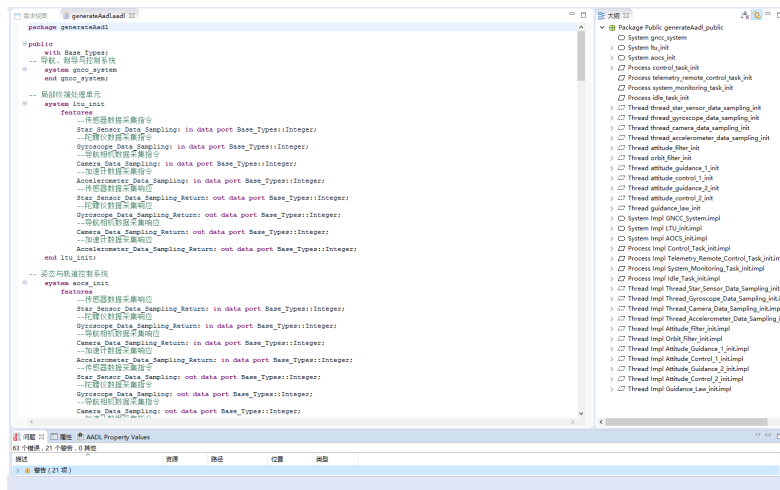 需求视图
generateAadl.aadl
package generateAadl
public
with Base_Types;
-- 导航、制导与控制系统
system gncc_system
end gncc_system;
-- 局部终端处理单元
system ltu_init
features
--传感器数据采集指令
Star_Sensor_Data_Sampling: in data port Base_Types::Integer;
--陀螺仪数据采集指令
Gyroscope_Data_Sampling: in data port Base_Types::Integer;
--导航相机数据采集指令
Camera_Data_Sampling: in data port Base_Types::Integer;
--加速计数据采集指令
Accelerometer_Data_Sampling: in data port Base_Types::Integer;
--传感器数据采集响应
Star_Sensor_Data_Sampling_Return: out data port Base_Types::Integer;
--陀螺仪数据采集响应
Gyroscope_Data_Sampling_Return: out data port Base_Types::Integer;
--导航相机数据采集响应
Camera_Data_Sampling_Return: out data port Base_Types::Integer;
--加速计数据采集响应
Accelerometer_Data_Sampling_Return: out data port Base_Types::Integer;
end ltu_init;
-- 姿态与轨道控制系统
system aocs_init
features
--传感器数据采集响应
Star_Sensor_Data_Sampling_Return: in data port Base_Types::Integer;
--陀螺仪数据采集响应
Gyroscope_Data_Sampling_Return: in data port Base_Types::Integer;
--导航相机数据采集响应
Camera_Data_Sampling_Return: in data port Base_Types::Integer;
--加速计数据采集响应
Accelerometer_Data_Sampling_Return: in data port Base_Types::Integer;
--传感器数据采集指令
Star_Sensor_Data_Sampling: out data port Base_Types::Integer;
--陀螺仪数据采集指令
Gyroscope_Data_Sampling: out data port Base_Types::Integer;
--导航相机数据采集指令
Camera_Data_Sampling: out data port Base_Types::Integer;
大纲
Package Public generateAadl_public
System gncc_system
System ltu_init
System aocs_init
Process control_task_init
Process telemetry_remote_control_task_init
Process system_monitoring_task_init
Process idle_task_init
Thread thread_star_sensor_data_sampling_init
Thread thread_gyroscope_data_sampling_init
Thread thread_camera_data_sampling_init
Thread thread_accelerometer_data_sampling_init
Thread attitude_filter_init
Thread orbit_filter_init
Thread attitude_guidance_1_init
Thread attitude_control_1_init
Thread attitude_guidance_2_init
Thread attitude_control_2_init
Thread guidance_law_init
System Impl GNCC_System.impl
System Impl LTU_init.impl
System Impl AOCS_init.impl
Process Impl Control_Task_init.impl
Process Impl Telemetry_Remote_Control_Task_init.im
Process Impl System_Monitoring_Task_init.impl
Process Impl Idle_Task_init.impl
Thread Impl Thread_Star_Sensor_Data_Sampling_init
Thread Impl Thread_Gyroscope_Data_Sampling_init.i
Thread Impl Thread_Camera_Data_Sampling_init.imp
Thread Impl Thread_Accelerometer_Data_Sampling_i
Thread Impl Attitude_Filter_init.impl
Thread Impl Orbit_Filter_init.impl
Thread Impl Attitude_Guidance_1_init.impl
Thread Impl Attitude_Control_1_init.impl
Thread Impl Attitude_Guidance_2_init.impl
Thread Impl Attitude_Control_2_init.impl
Thread Impl Guidance_Law_init.impl
问题 属性 AADL Property Values
63 个错误，21 个警告，0 其他
描述 资源 路径 位置 类型
警告（21 项）